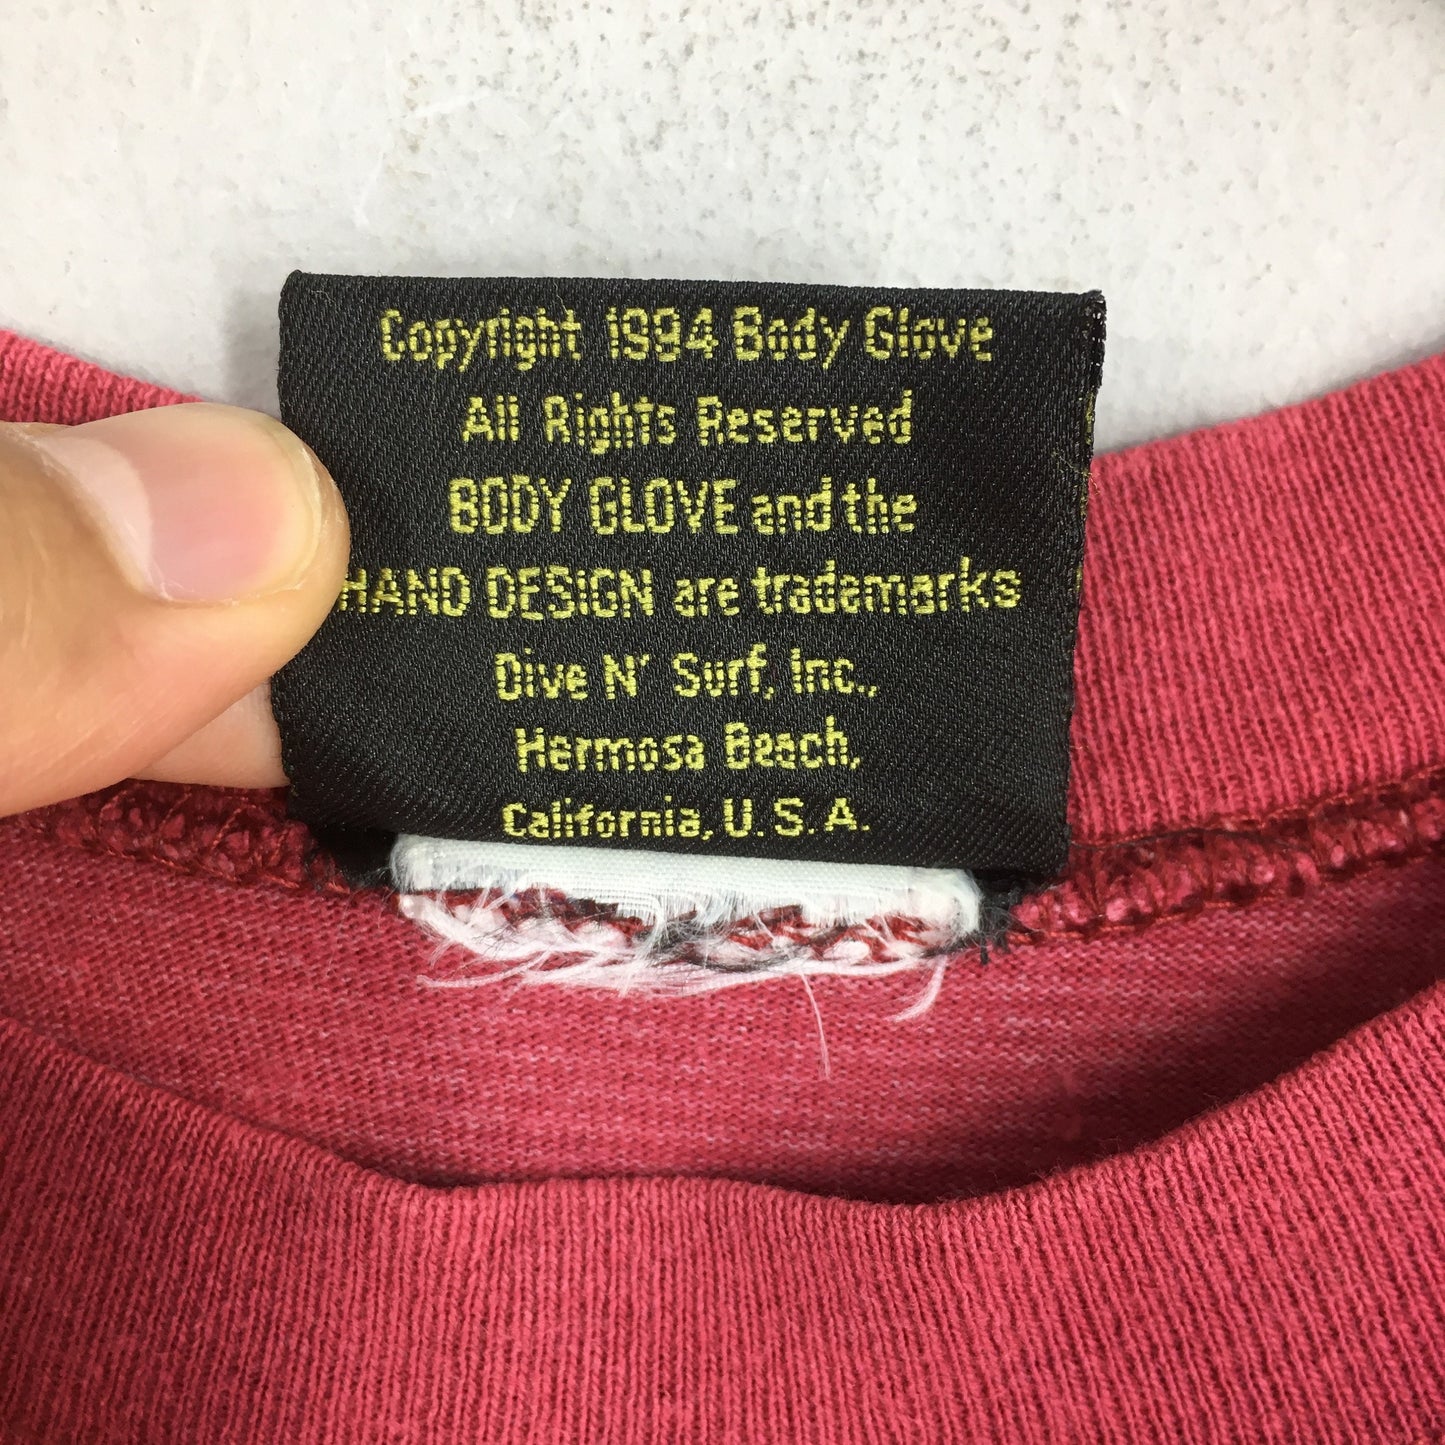 Copyright 1994 Body Glove
All Rights Reserved
BODY GLOVE and the
HAND DESIGN are trademarks
Dive N' Surf, Inc.,
Hermosa Beach,
California, U.S.A.